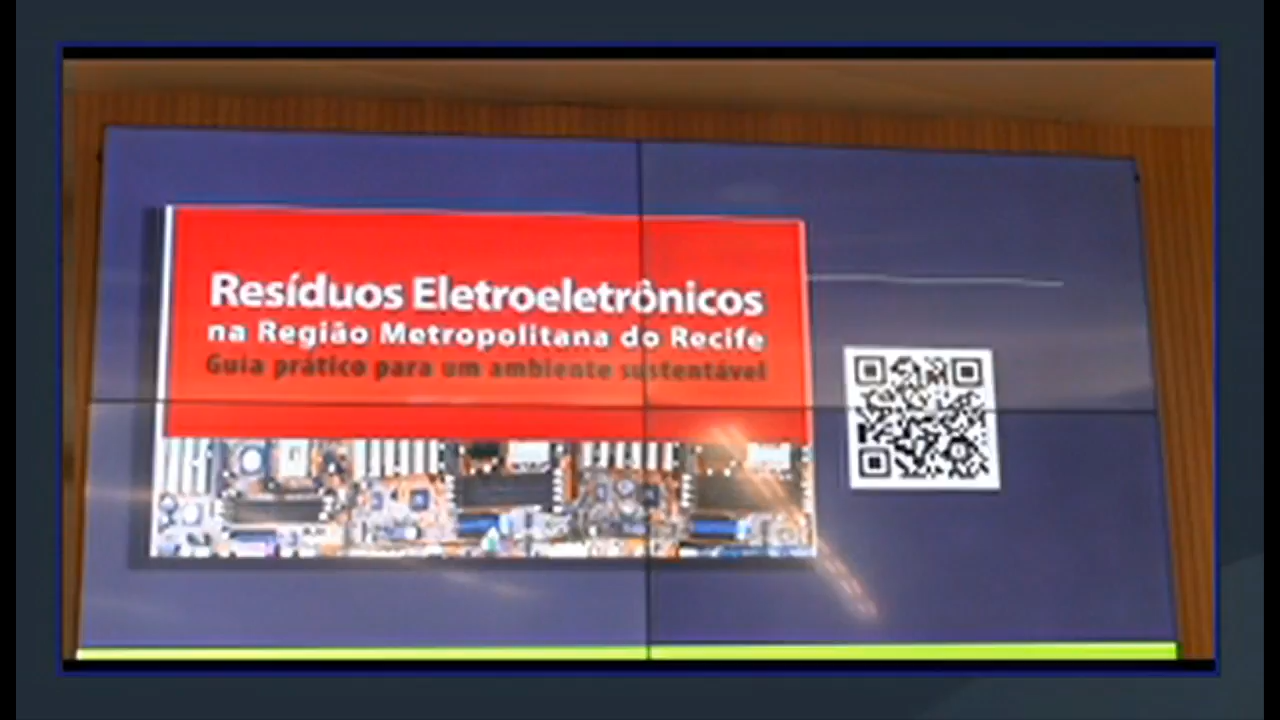 Resíduos Eletroeletrônicos
na Região Metropolitana do Recife
Guia prático para um ambiente sustentável